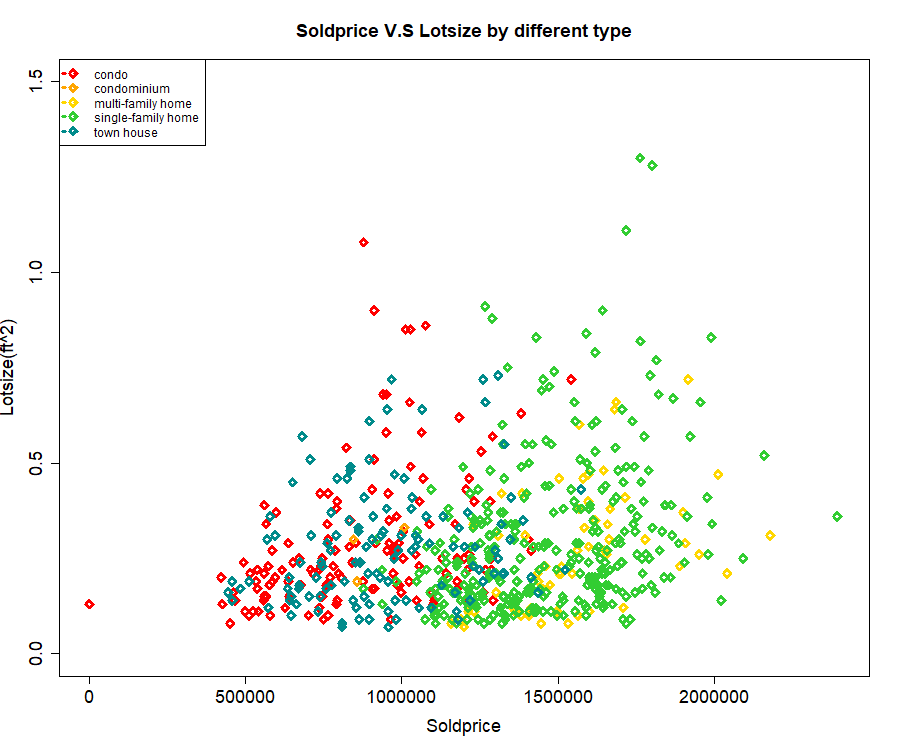 Soldprice V.S Lotsize by different type
condo
condominium
multi-family home
single-family home
town house
1.5
1.0
0.5
0.0
Lotsize(ft^2)
0
500000
1000000
1500000
2000000
Soldprice